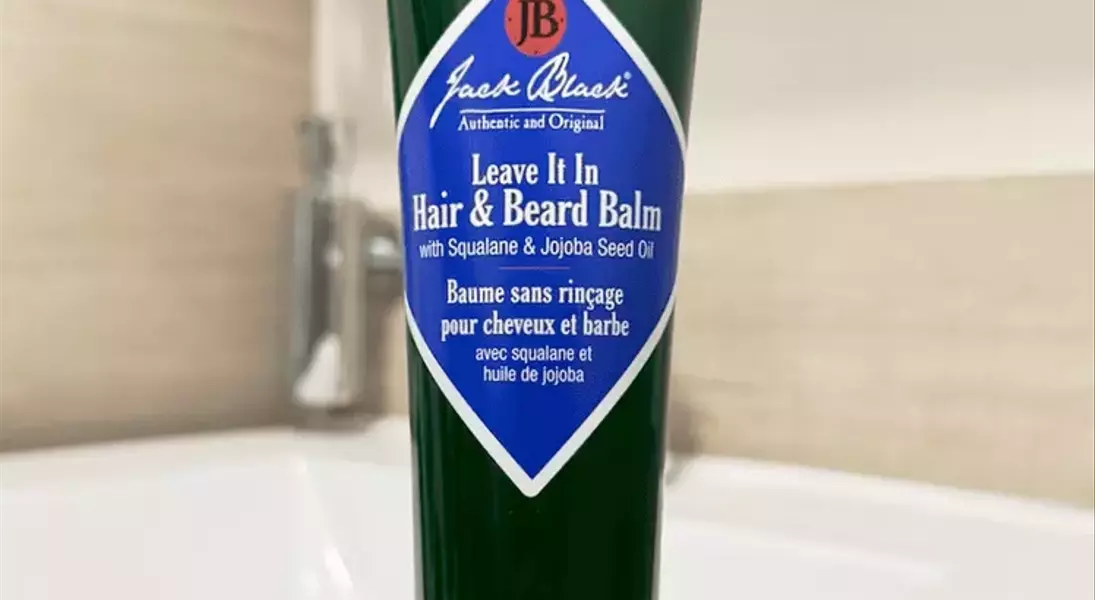 JB
Jack Black®
Authentic and Original
Leave It In
Hair & Beard Balm
with Squalane & Jojoba Seed Oil
Baume sans rinçage
pour cheveux et barbe
avec squalane et
huile de jojoba